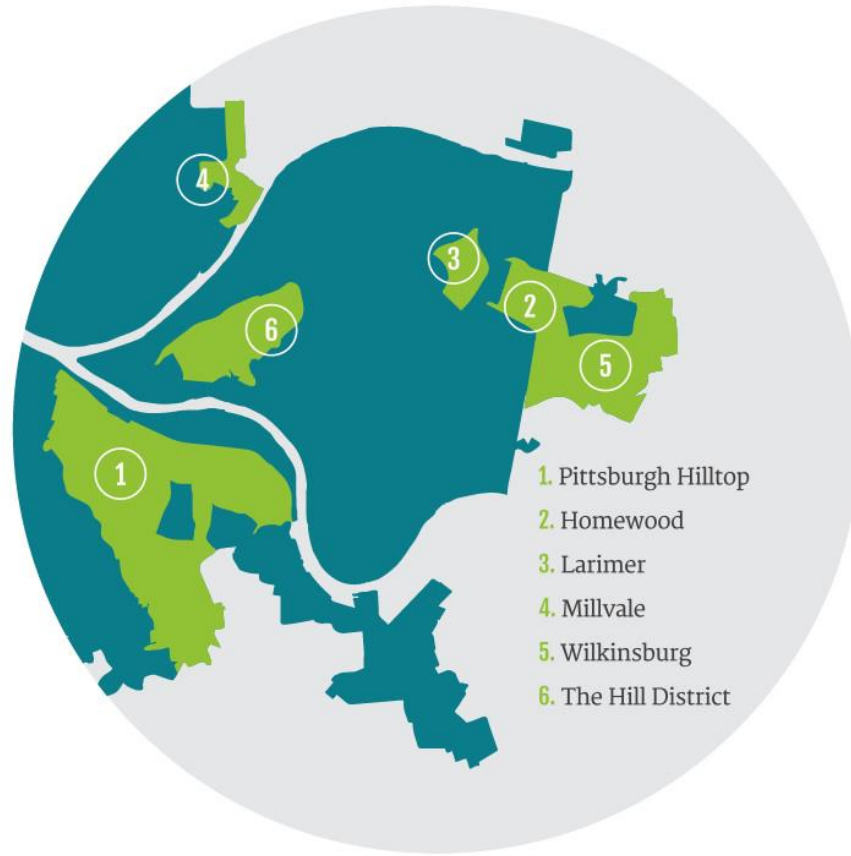 4
3
2
6
5
1
1. Pittsburgh Hilltop
2. Homewood
3. Larimer
4. Millvale
5. Wilkinsburg
6. The Hill District